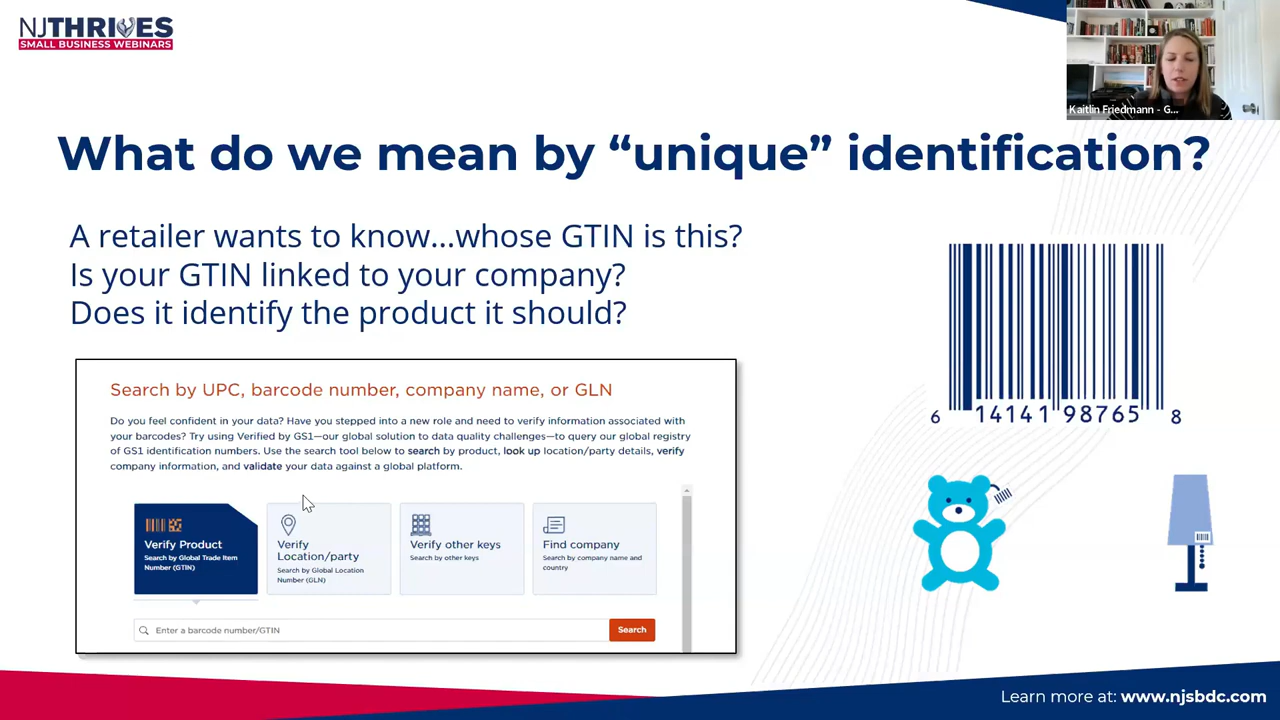 NJTHRIVES
SMALL BUSINESS WEBINARS
Kaitlin Friedmann - G...
What do we mean by “unique” identification?
A retailer wants to know...whose GTIN is this?
Is your GTIN linked to your company?
Does it identify the product it should?
Search by UPC, barcode number, company name, or GLN
Do you feel confident in your data? Have you stepped into a new role and need to verify information associated with
your barcodes? Try using Verified by GS1—our global solution to data quality challenges—to query our global registry
of GS1 identification numbers. Use the search tool below to search by product, look up location/party details, verify
company information, and validate your data against a global platform.
Verify Product
Search by Global Trade Item
Number (GTIN)
Verify
Location/party
Search by Global Location
Number (GLN)
Verify other keys
Search by other keys
Find company
Search by company name and
country
Enter a barcode number/GTIN
Search
6 14141 98765 8
Learn more at: www.njsbdc.com